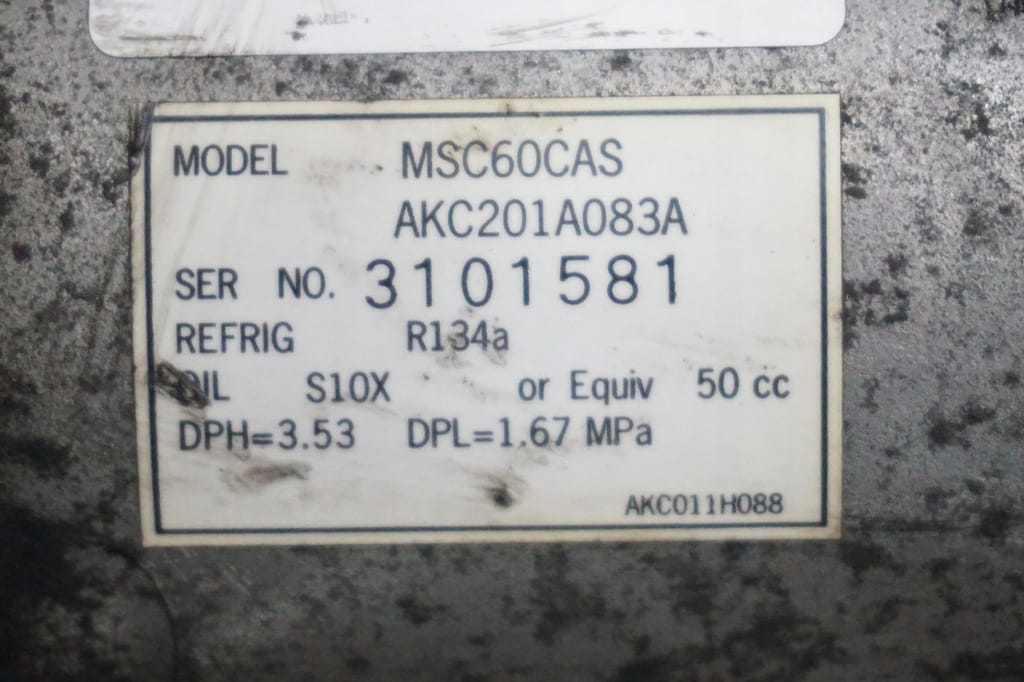 MODEL MSC60CAS
AKC201A083A
SER NO. 3101581
REFRIG R134a
OIL S10X or Equiv 50 cc
DPH=3.53 DPL=1.67 MPa
AKC011H088